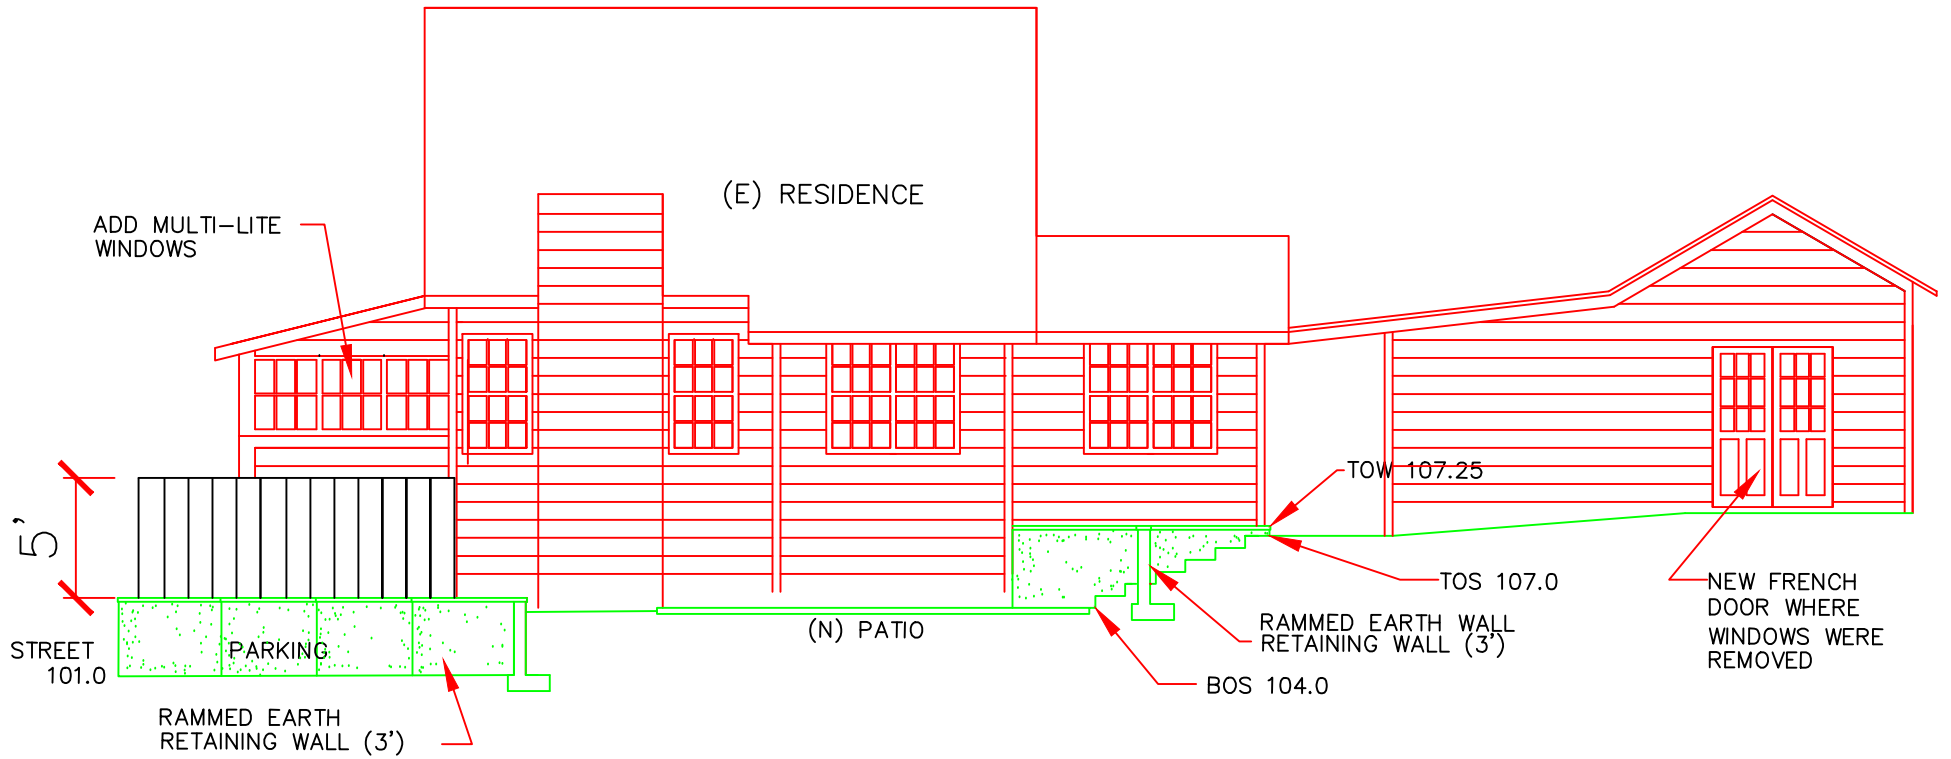 (E) RESIDENCE
ADD MULTI-LITE
WINDOWS
TOW 107.25
5'
TOS 107.0
NEW FRENCH
DOOR WHERE
WINDOWS WERE
REMOVED
(N) PATIO
RAMMED EARTH WALL
RETAINING WALL (3')
STREET
101.0
PARKING
BOS 104.0
RAMMED EARTH
RETAINING WALL (3')